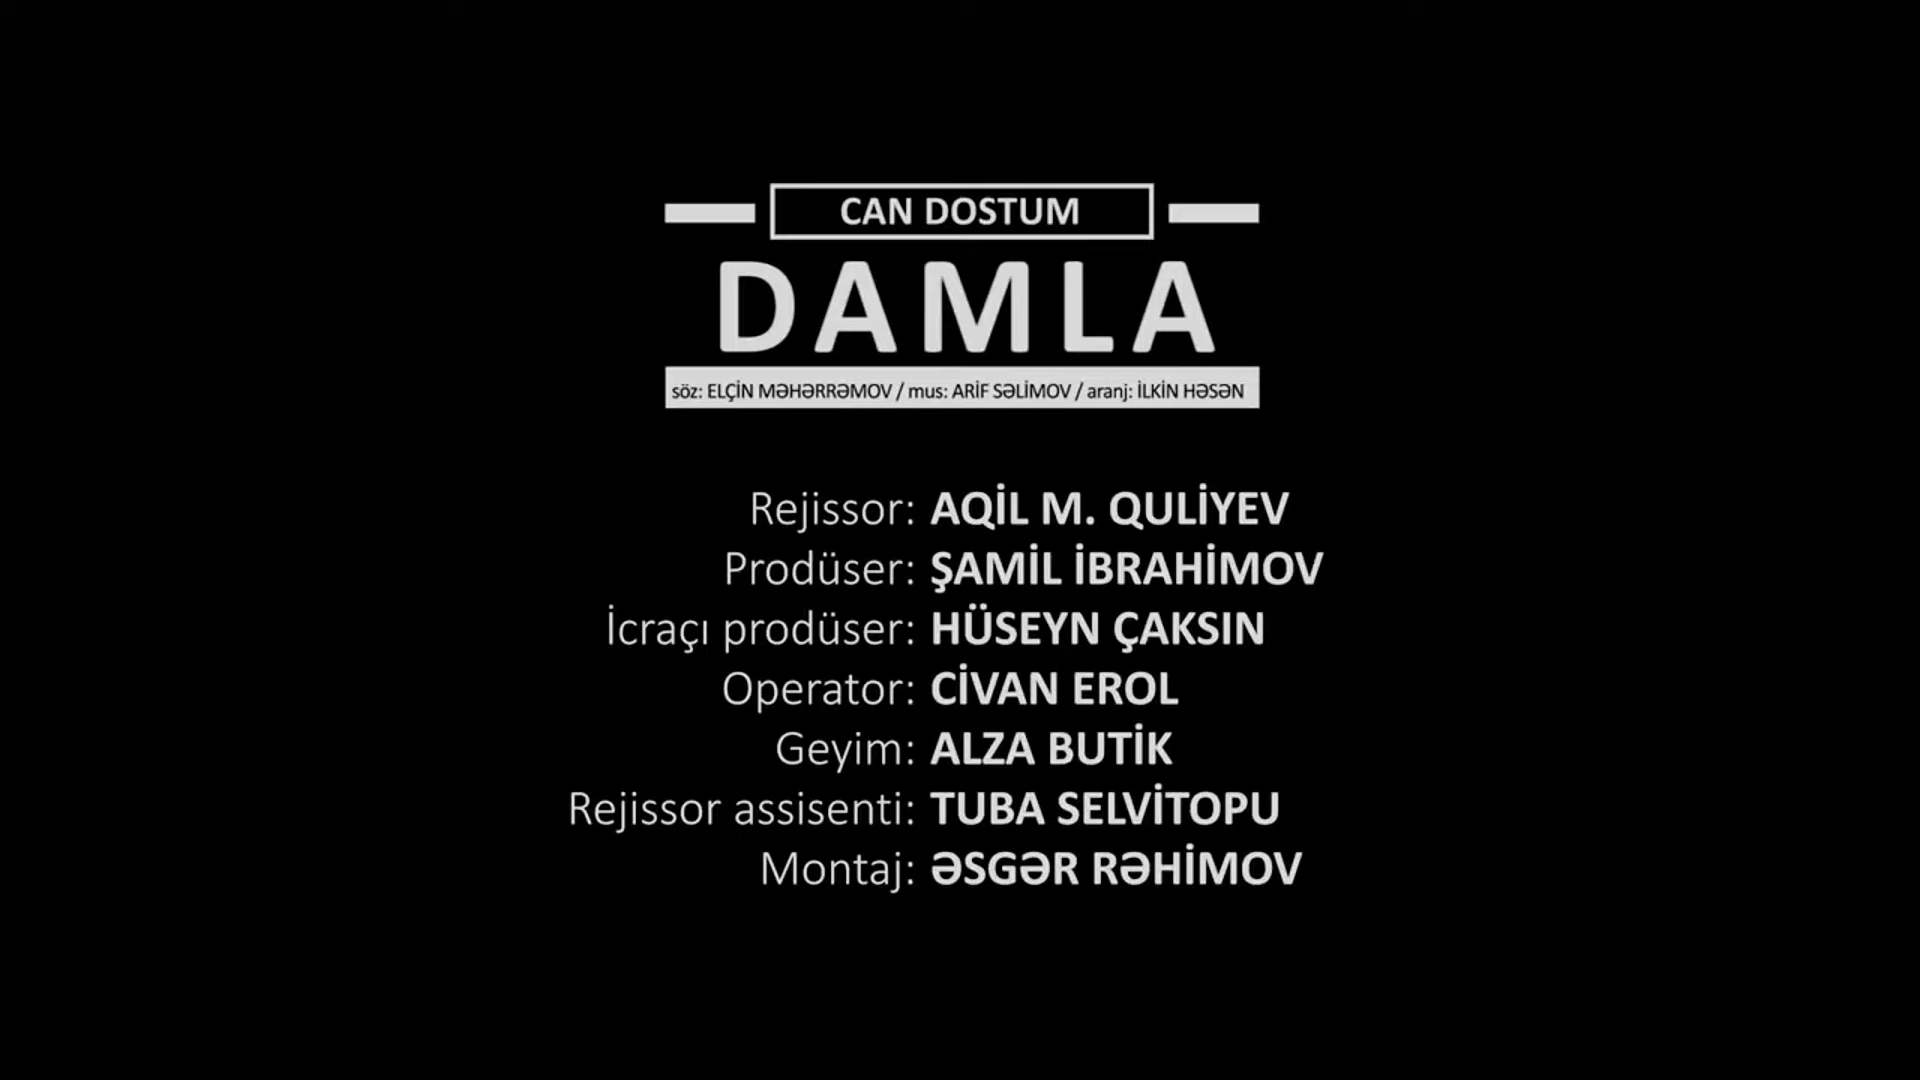 CAN DOSTUM
DAMLA
söz: ELÇİN MƏHƏRRƏMOV / mus: ARİF SƏLİMOV / aranj: İLKİN HƏSƏN
Rejissor: AQİL M. QULİYEV
Prodüser: ŞAMİL İBRAHİMOV
İcraçı prodüser: HÜSEYN ÇAKSIN
Operator: CİVAN EROL
Geyim: ALZA BUTİK
Rejissor assisenti: TUBA SELVİTOPU
Montaj: ƏSGƏR RƏHİMOV